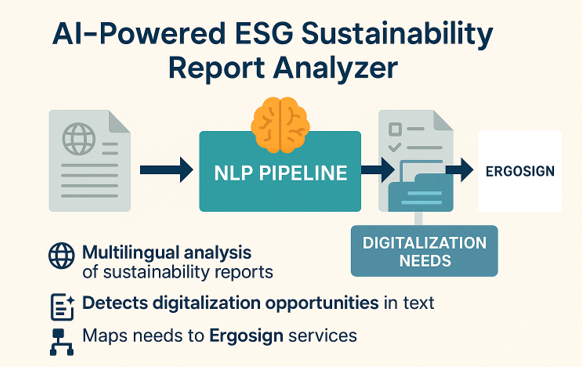 AI-Powered ESG Sustainability
Report Analyzer
NLP PIPELINE
ERGOSIGN
DIGITALIZATION
NEEDS
Multilingual analysis
of sustainability reports
Detects digitalization opportunities in text
Maps needs to Ergosign services